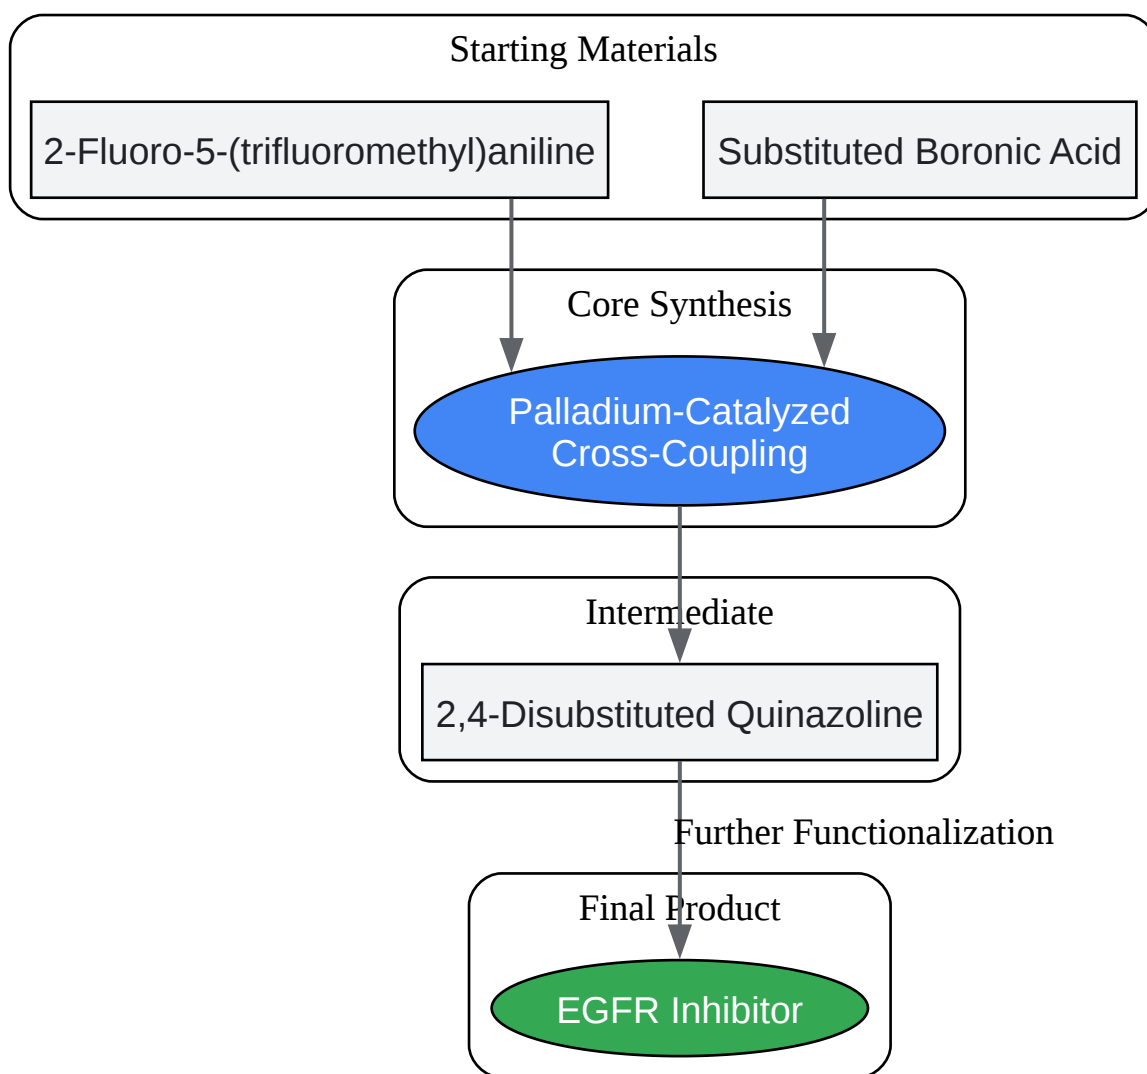 Starting Materials
2-Fluoro-5-(trifluoromethyl)aniline
Substituted Boronic Acid
Core Synthesis
Palladium-Catalyzed
Cross-Coupling
Intermediate
2,4-Disubstituted Quinazoline
Further Functionalization
Final Product
EGFR Inhibitor